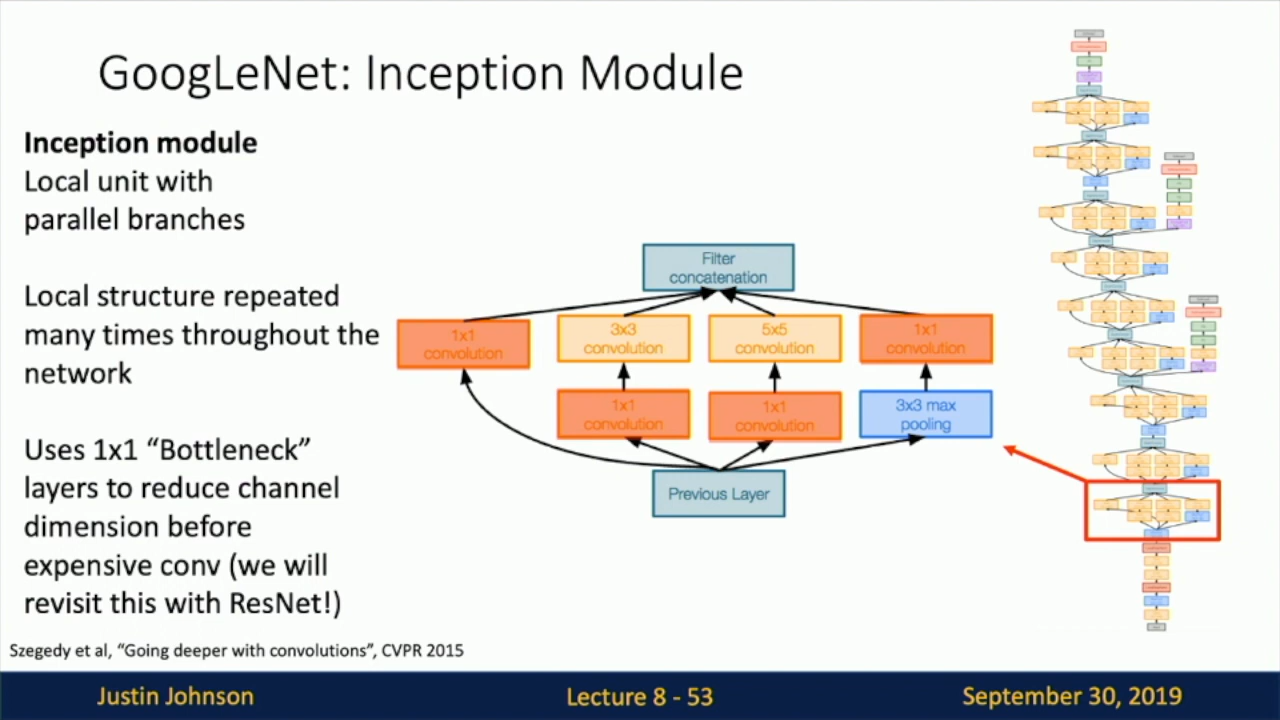 GoogLeNet: Inception Module
Inception module
Local unit with
parallel branches
Local structure repeated
many times throughout the
network
Uses 1x1 “Bottleneck”
layers to reduce channel
dimension before
expensive conv (we will
revisit this with ResNet!)
Filter
concatenation
1x1
convolution
3x3
convolution
5x5
convolution
1x1
convolution
1x1
convolution
1x1
convolution
3x3 max
pooling
Previous Layer
Szegedy et al, “Going deeper with convolutions”, CVPR 2015
Justin Johnson
Lecture 8 - 53
September 30, 2019